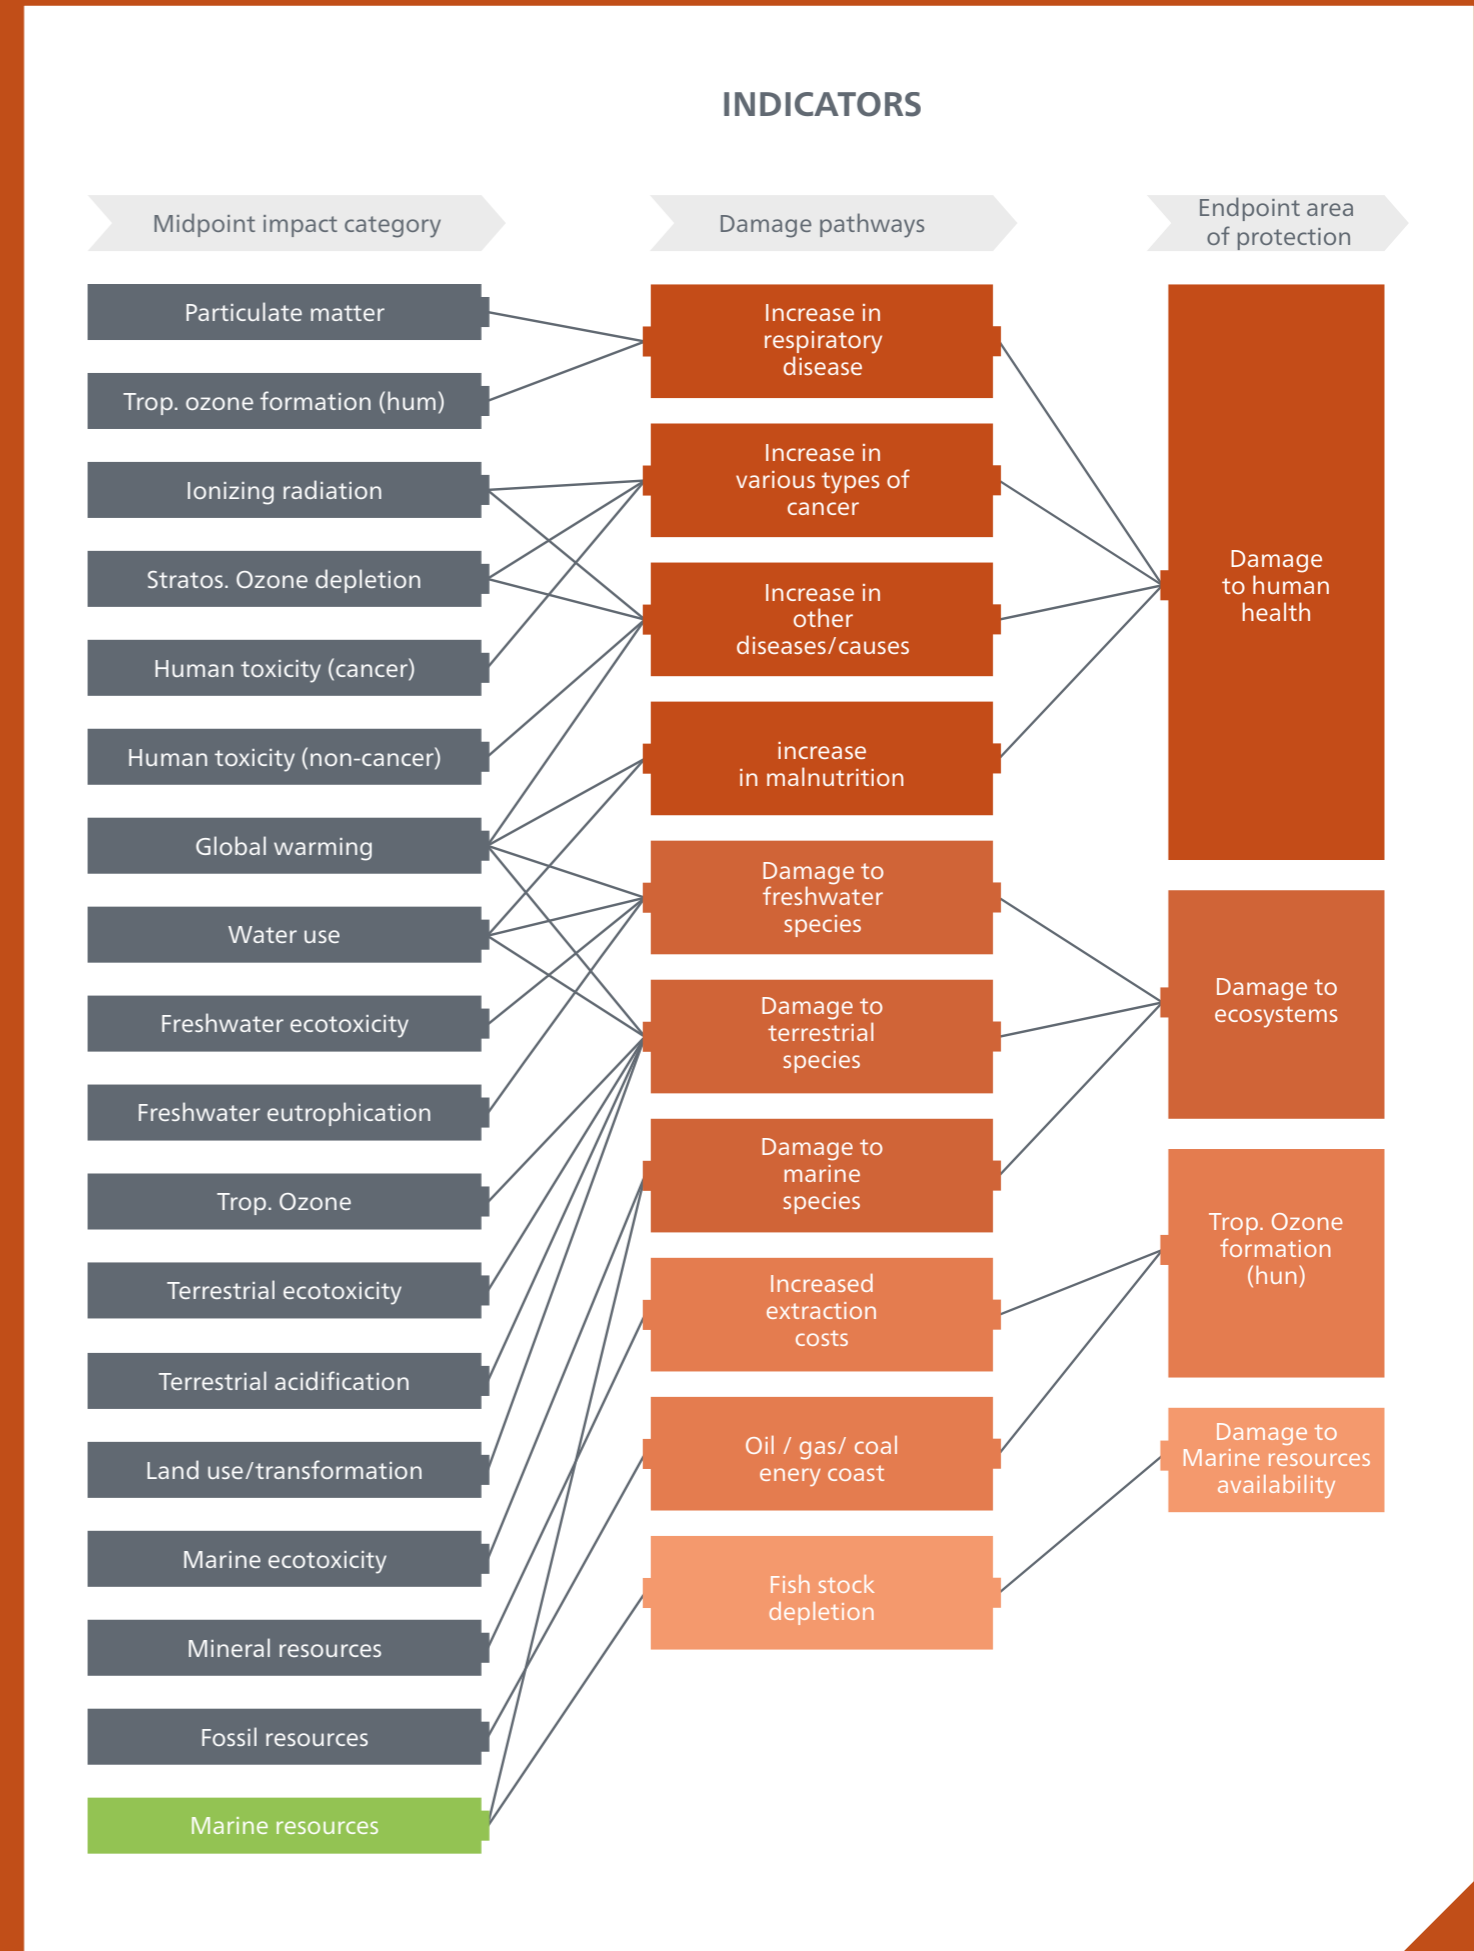 INDICATORS
Midpoint impact category
Damage pathways
Endpoint area
of protection
Particulate matter
Trop. ozone formation (hum)
Ionizing radiation
Stratos. Ozone depletion
Human toxicity (cancer)
Human toxicity (non-cancer)
Global warming
Water use
Freshwater ecotoxicity
Freshwater eutrophication
Trop. Ozone
Terrestrial ecotoxicity
Terrestrial acidification
Land use/transformation
Marine ecotoxicity
Mineral resources
Fossil resources
Marine resources
Increase in
respiratory
disease
Increase in
various types of
cancer
Increase in
other
diseases/causes
increase
in malnutrition
Damage to
freshwater
species
Damage to
terrestrial
species
Damage to
marine
species
Increased
extraction
costs
Oil / gas/ coal
enery coast
Fish stock
depletion
Damage
to human
health
Damage to
ecosystems
Trop. Ozone
formation
(hun)
Damage to
Marine resources
availability